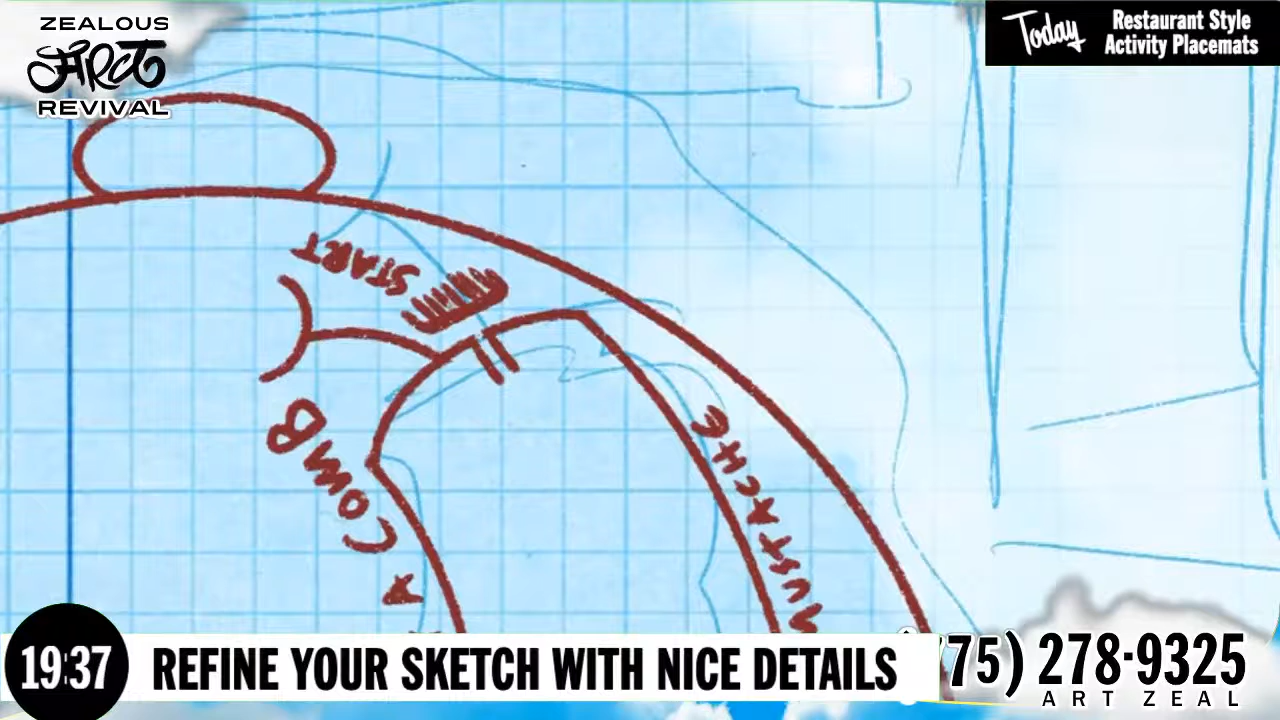 ZEALOUS
ART
REVIVAL
Today
Restaurant Style
Activity Placemats
START
COMB
A
MUSTACHE
19:37
REFINE YOUR SKETCH WITH NICE DETAILS
75) 278-9325
ART ZEAL